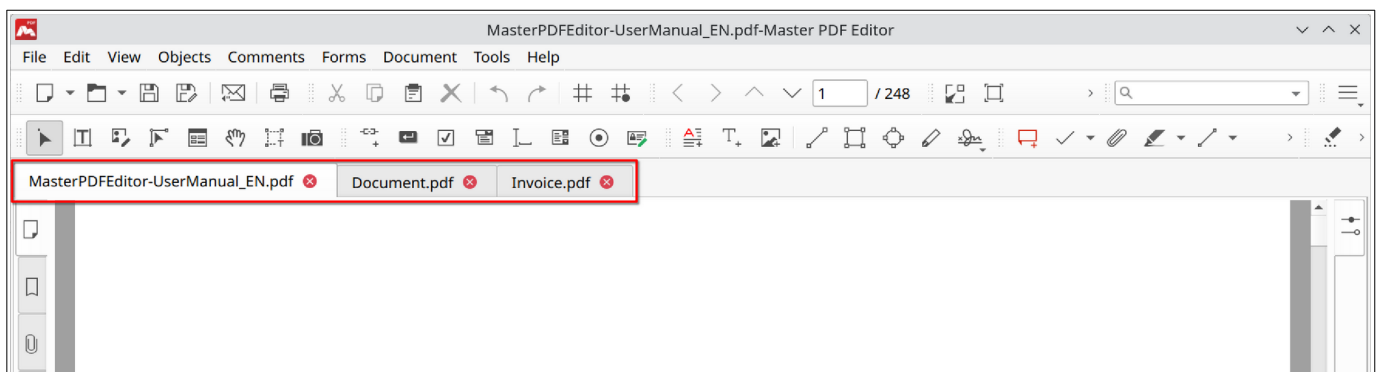 MasterPDFEditor-UserManual_EN.pdf-Master PDF Editor
File Edit View Objects Comments Forms Document Tools Help
1 / 248
MasterPDFEditor-UserManual_EN.pdf Document.pdf Invoice.pdf